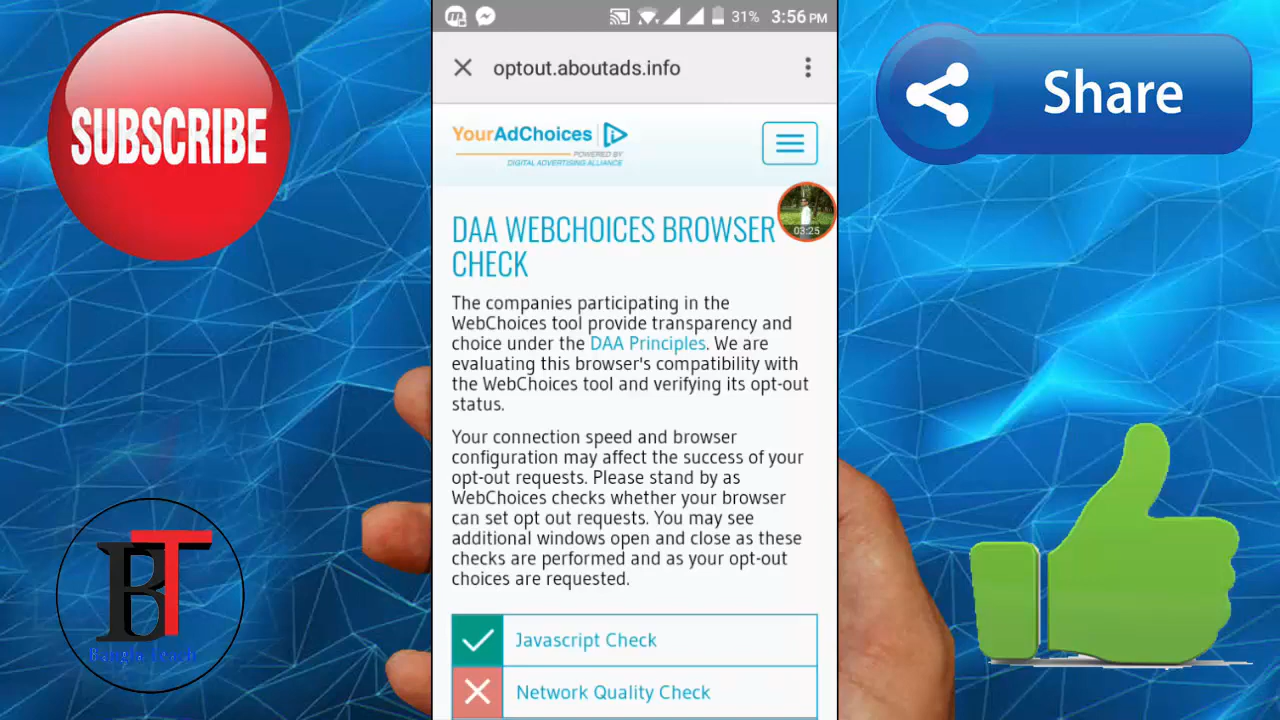 SUBSCRIBE
31% 3:56 PM
optout.aboutads.info
Share
YourAdChoices
POWERED BY
DIGITAL ADVERTISING ALLIANCE
03:25
DAA WEBCHOICES BROWSER
CHECK
The companies participating in the
WebChoices tool provide transparency and
choice under the DAA Principles. We are
evaluating this browser's compatibility with
the WebChoices tool and verifying its opt-out
status.
Your connection speed and browser
configuration may affect the success of your
opt-out requests. Please stand by as
WebChoices checks whether your browser
can set opt out requests. You may see
additional windows open and close as these
checks are performed and as your opt-out
choices are requested.
Javascript Check
Network Quality Check
BT
Bangla